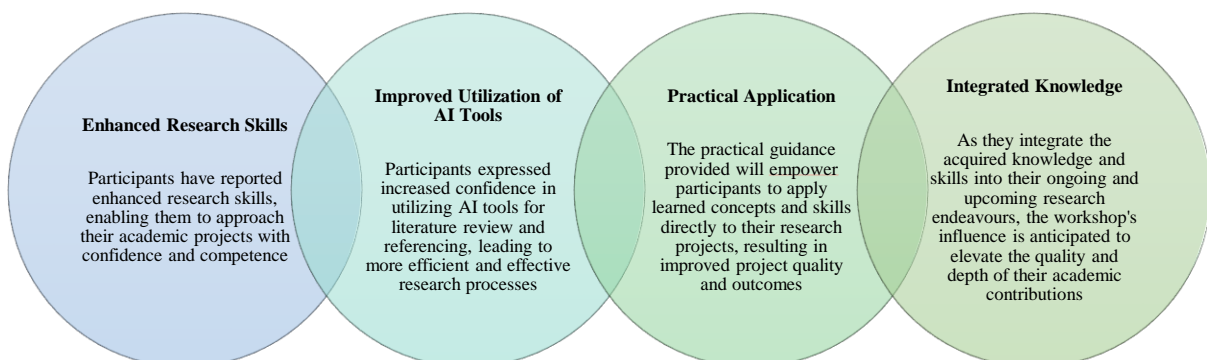 Enhanced Research Skills
Participants have reported
enhanced research skills,
enabling them to approach
their academic projects with
confidence and competence
Improved Utilization of
AI Tools
Participants expressed
increased confidence in
utilizing AI tools for
literature review and
referencing, leading to
more efficient and effective
research processes
Practical Application
The practical guidance
provided will empower
participants to apply
learned concepts and skills
directly to their research
projects, resulting in
improved project quality
and outcomes
Integrated Knowledge
As they integrate the
acquired knowledge and
skills into their ongoing and
upcoming research
endeavours, the workshop's
influence is anticipated to
elevate the quality and
depth of their academic
contributions